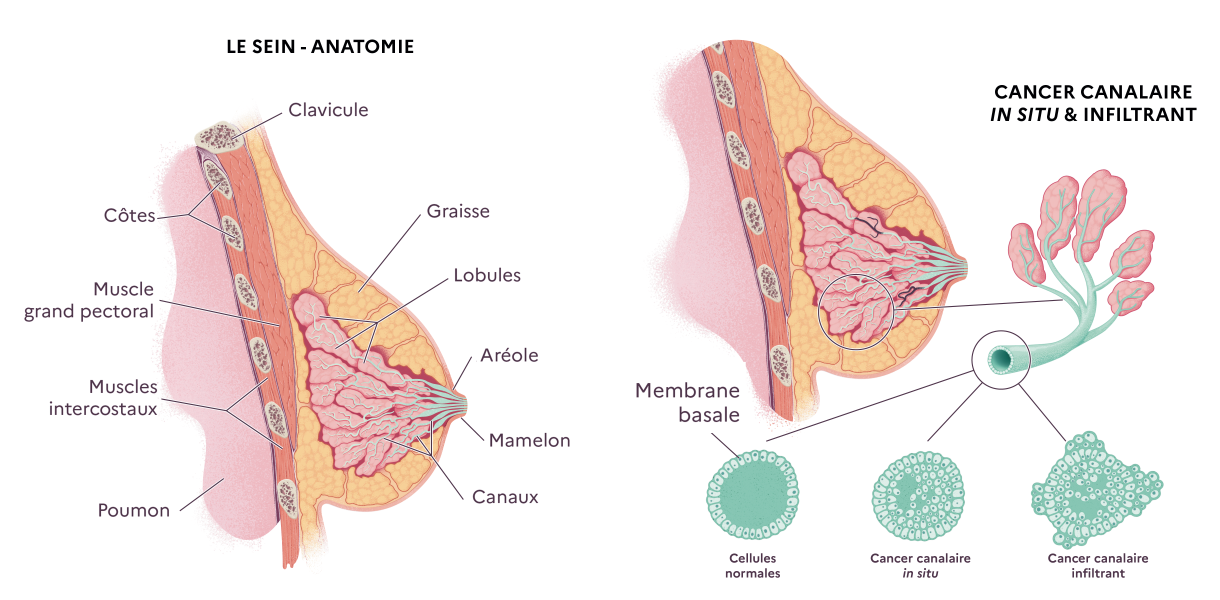 LE SEIN - ANATOMIE
Clavicule
Côtes
Graisse
Lobules
Muscle
grand pectoral
Aréole
Muscles
intercostaux
Mamelon
Canaux
Poumon
CANCER CANALAIRE
IN SITU & INFILTRANT
Membrane
basale
Cellules
normales
Cancer canalaire
in situ
Cancer canalaire
infiltrant